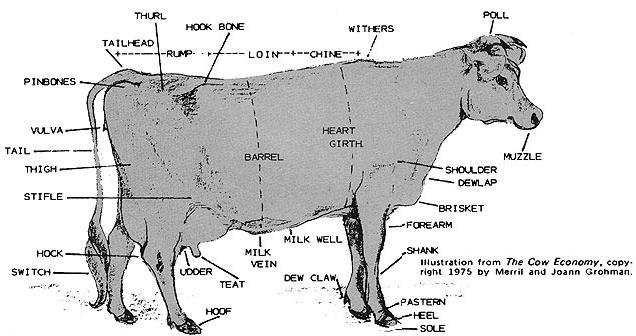 POLL
THURL
HOOK BONE
WITHERS
TAILHEAD
RUMP
LOIN
CHINE
PINBONES
VULVA
TAIL
THIGH
STIFLE
HEART
GIRTH
BARREL
SHOULDER
DEWLAP
MUZZLE
BRISKET
FOREARM
HOCK
SWITCH
UDDER
TEAT
MILK
VEIN
MILK WELL
SHANK
DEW CLAW
HOOF
PASTERN
HEEL
SOLE
Illustration from The Cow Economy, copy-
right 1975 by Merril and Joann Grohman.